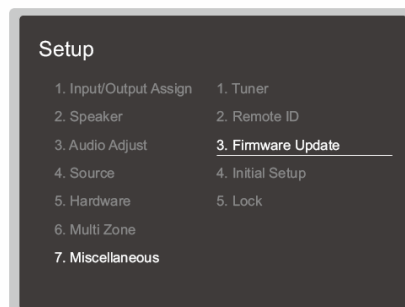 Setup
1. Input/Output Assign
2. Speaker
3. Audio Adjust
4. Source
5. Hardware
6. Multi Zone
7. Miscellaneous
1. Tuner
2. Remote ID
3. Firmware Update
4. Initial Setup
5. Lock